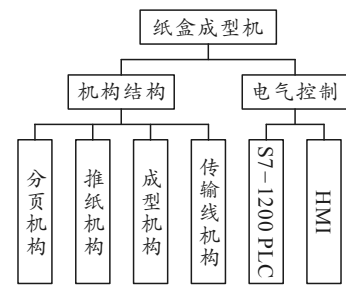 纸盒成型机
机构结构
电气控制
分页机构
推纸机构
成型机构
传输线机构
S7-1200 PLC
HMI